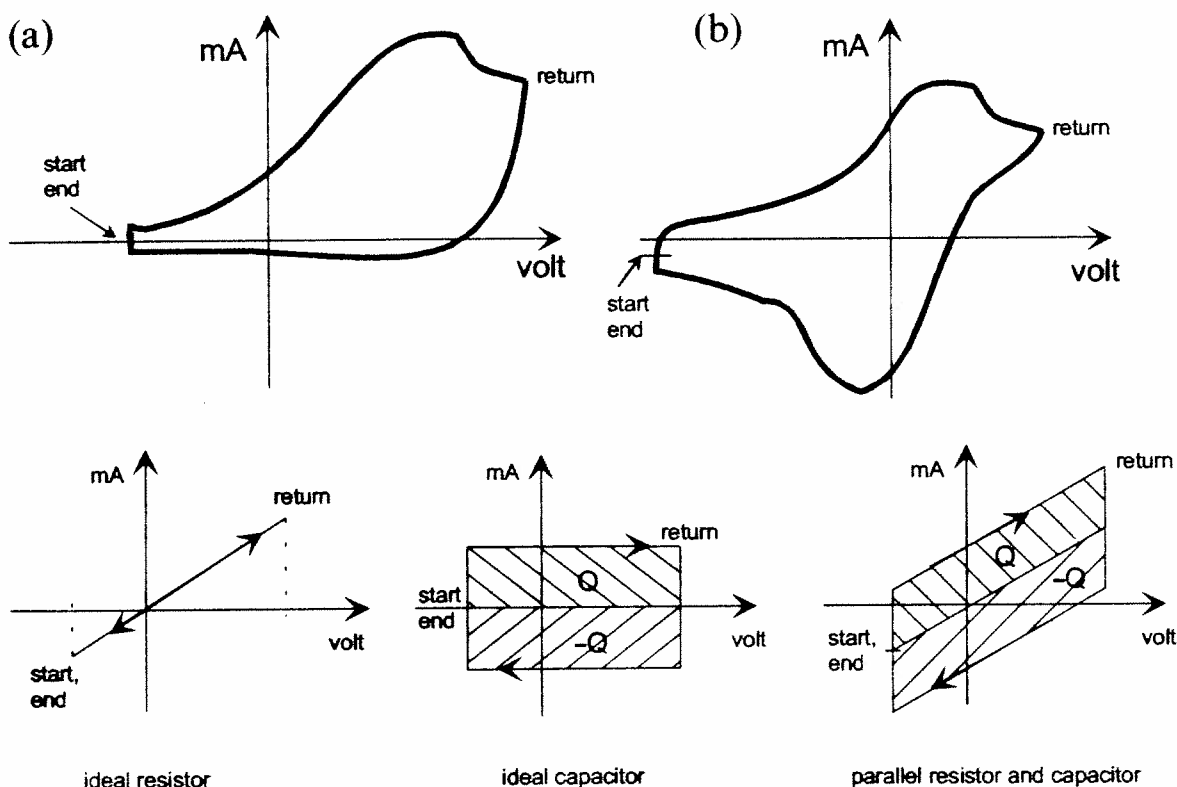 (a)
mA
return
start
end
volt
(b)
mA
return
start
end
volt
mA
return
volt
start,
end
ideal resistor
mA
return
Q
start
end
-Q
volt
ideal capacitor
mA
return
Q
-Q
start,
end
volt
parallel resistor and capacitor